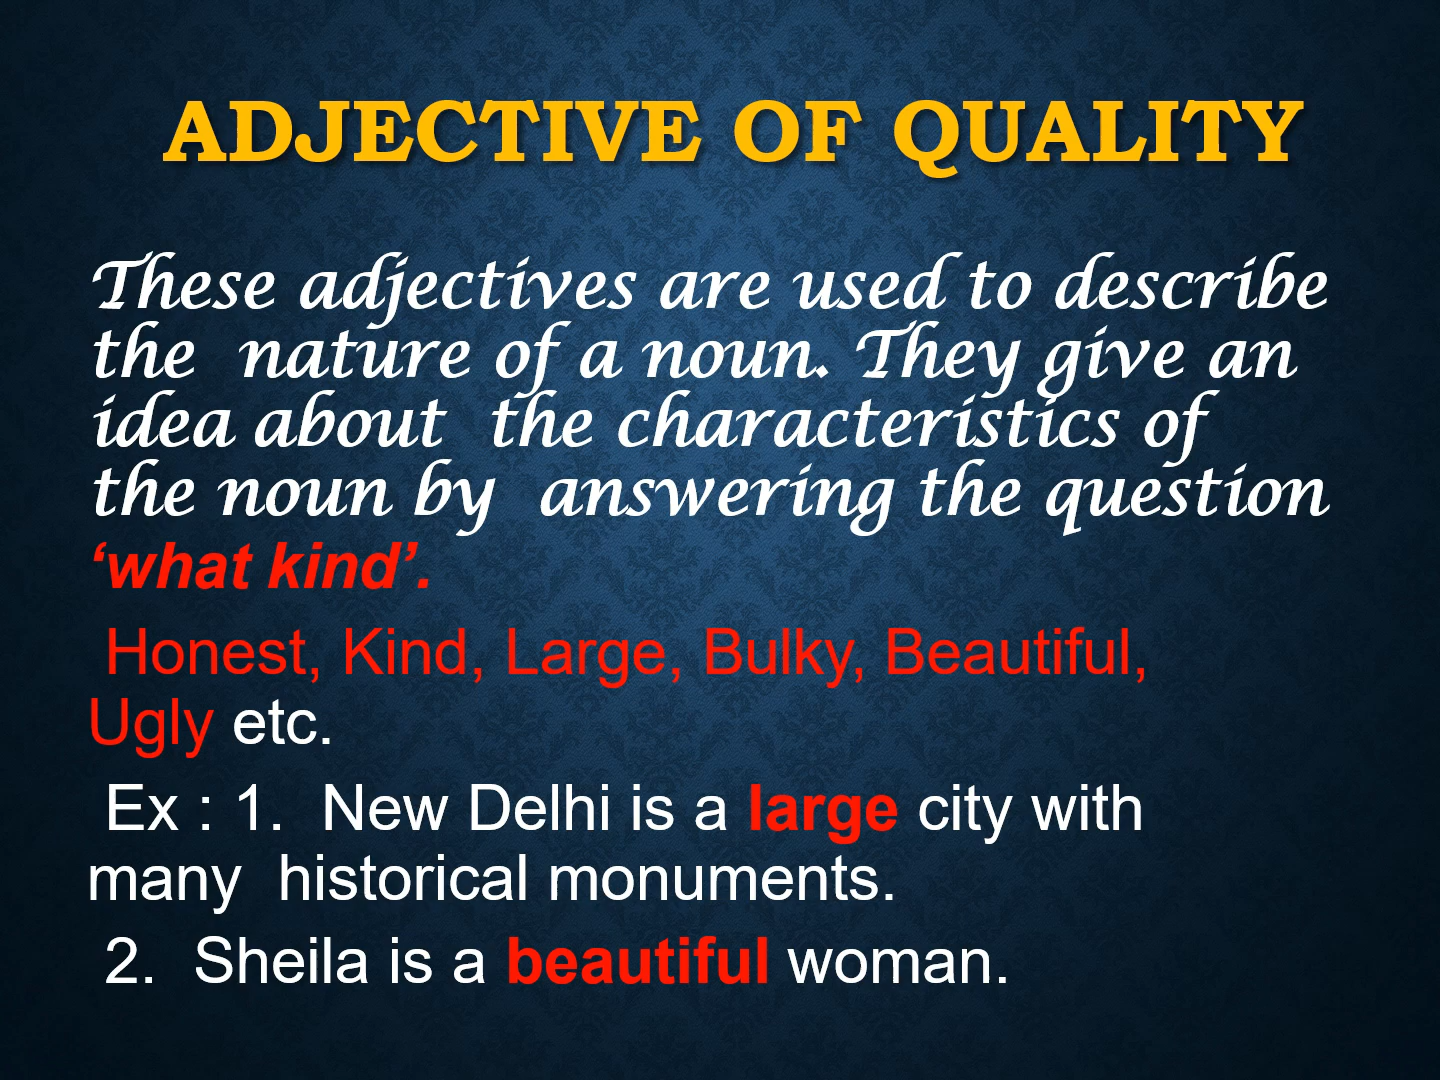 ADJECTIVE OF QUALITY
These adjectives are used to describe
the nature of a noun. They give an
idea about the characteristics of
the noun by answering the question
‘what kind’.
Honest, Kind, Large, Bulky, Beautiful,
Ugly etc.
Ex : 1. New Delhi is a large city with
many historical monuments.
2. Sheila is a beautiful woman.